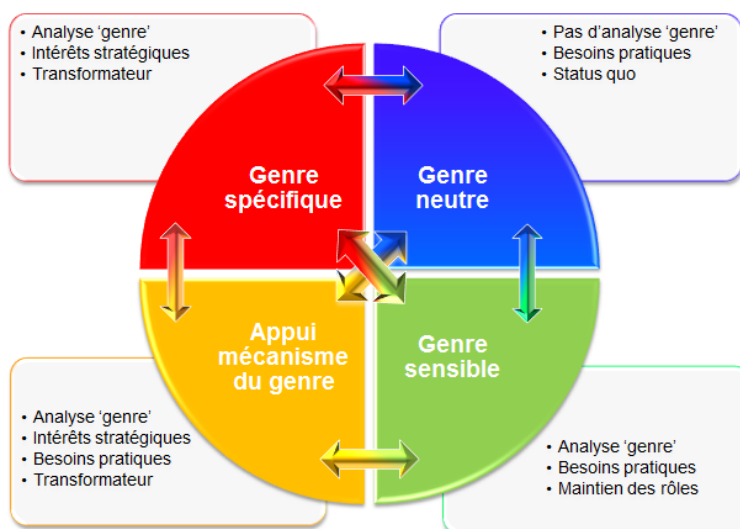 • Analyse ‘genre’
• Intérêts stratégiques
• Transformateur
• Pas d’analyse ‘genre’
• Besoins pratiques
• Status quo
Genre
spécifique
Genre
neutre
Appui
mécanisme
du genre
Genre
sensible
• Analyse ‘genre’
• Intérêts stratégiques
• Besoins pratiques
• Transformateur
• Analyse ‘genre’
• Besoins pratiques
• Maintien des rôles